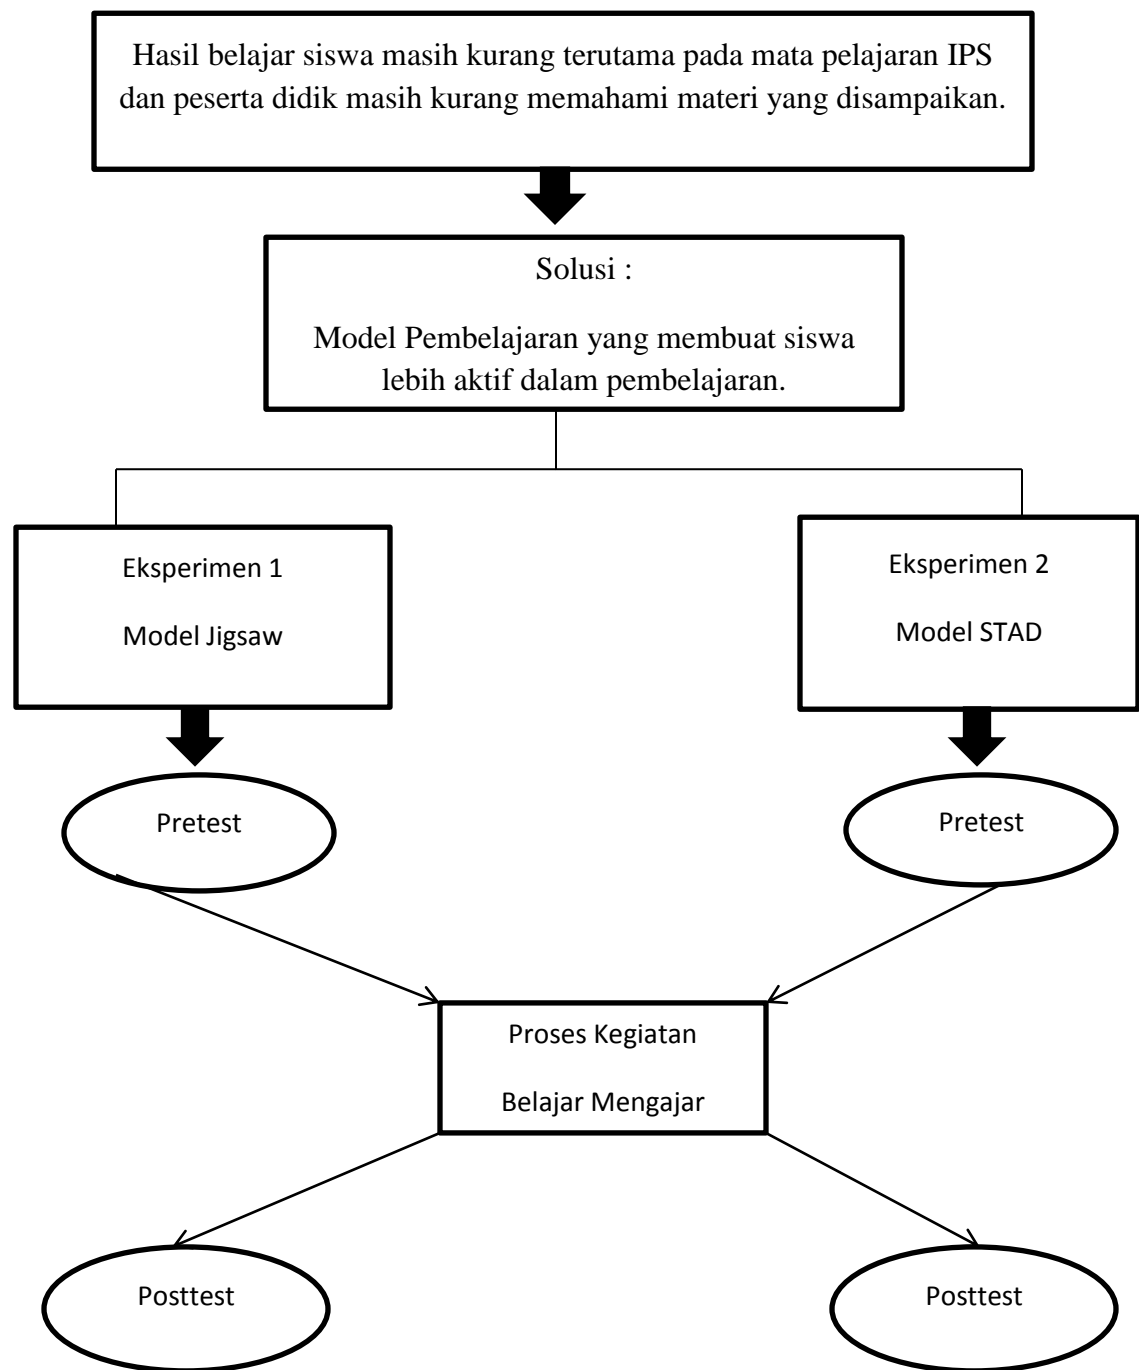 Hasil belajar siswa masih kurang terutama pada mata pelajaran IPS
dan peserta didik masih kurang memahami materi yang disampaikan.
Solusi :
Model Pembelajaran yang membuat siswa
lebih aktif dalam pembelajaran.
Eksperimen 1
Model Jigsaw
Eksperimen 2
Model STAD
Pretest
Pretest
Proses Kegiatan
Belajar Mengajar
Posttest
Posttest